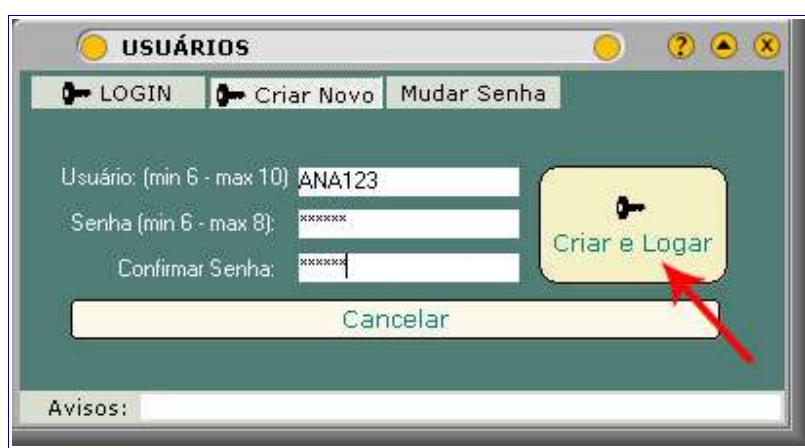 USUÁRIOS
?
X
LOGIN
Criar Novo
Mudar Senha
Usuário: (min 6 - max 10)
ANA123
Senha (min 6 - max 8):
******
Confirmar Senha:
******
Criar e Logar
Cancelar
Avisos: